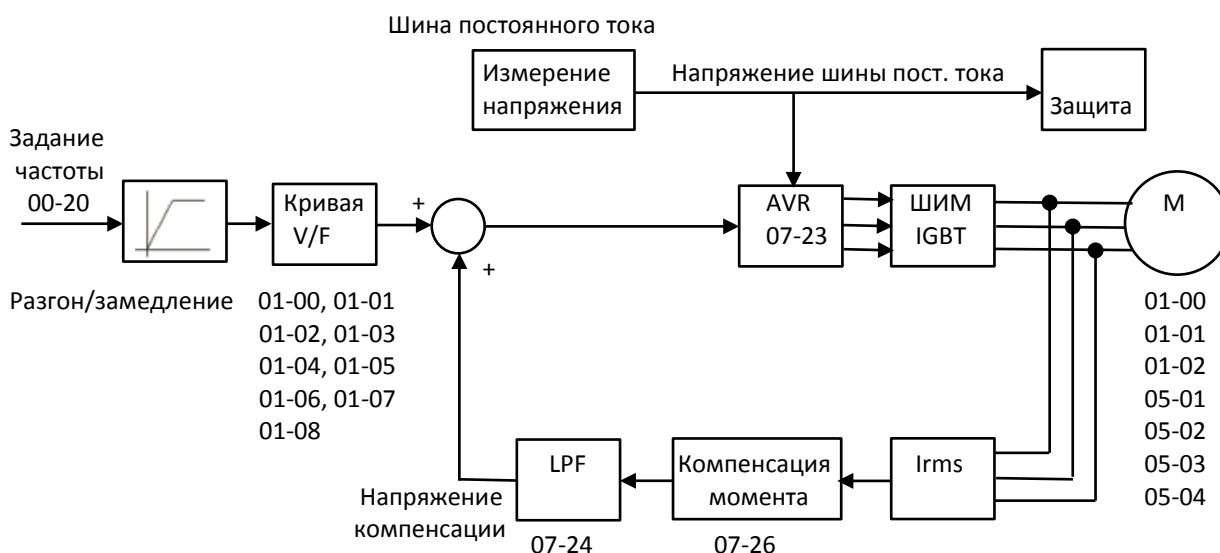 Шина постоянного тока
Измерение
напряжения
Напряжение шины пост. тока
Защита
Задание
частоты
00-20
Кривая
V/F
+
+
AVR
07-23
ШИМ
IGBT
M
Разгон/замедление
01-00, 01-01
01-02, 01-03
01-04, 01-05
01-06, 01-07
01-08
01-00
01-01
01-02
05-01
05-02
05-03
05-04
Напряжение
компенсации
LPF
07-24
Компенсация
момента
07-26
Irms